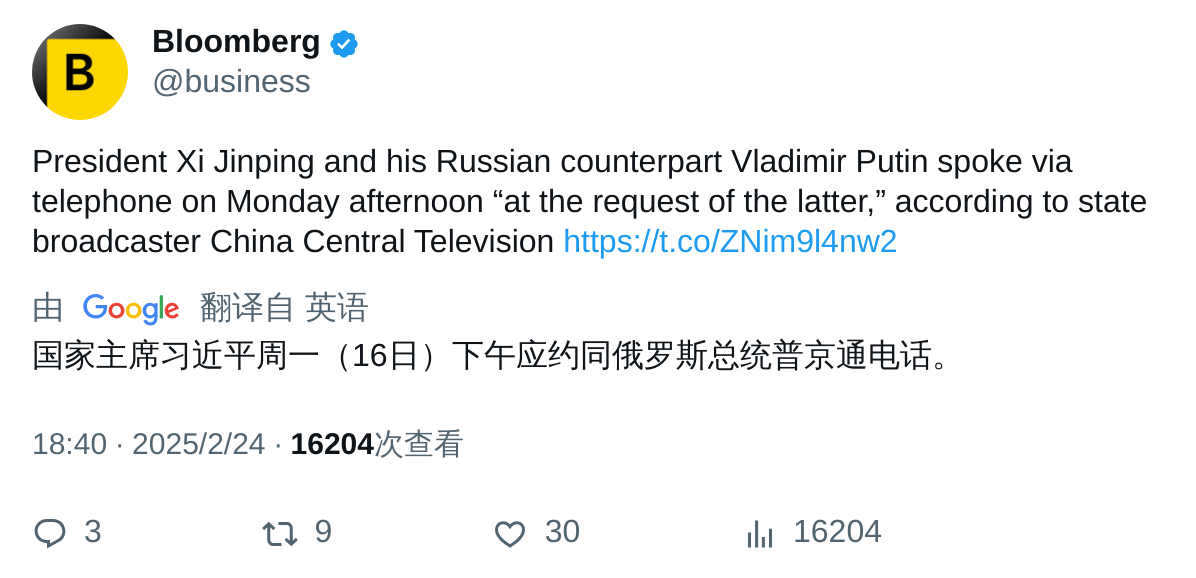 B
Bloomberg
@business
President Xi Jinping and his Russian counterpart Vladimir Putin spoke via
telephone on Monday afternoon “at the request of the latter,” according to state
broadcaster China Central Television https://t.co/ZNim9l4nw2
由 Google 翻译自 英语
国家主席习近平周一（16日）下午应约同俄罗斯总统普京通电话。
18:40 · 2025/2/24 · 16204次查看
3 9 30 16204